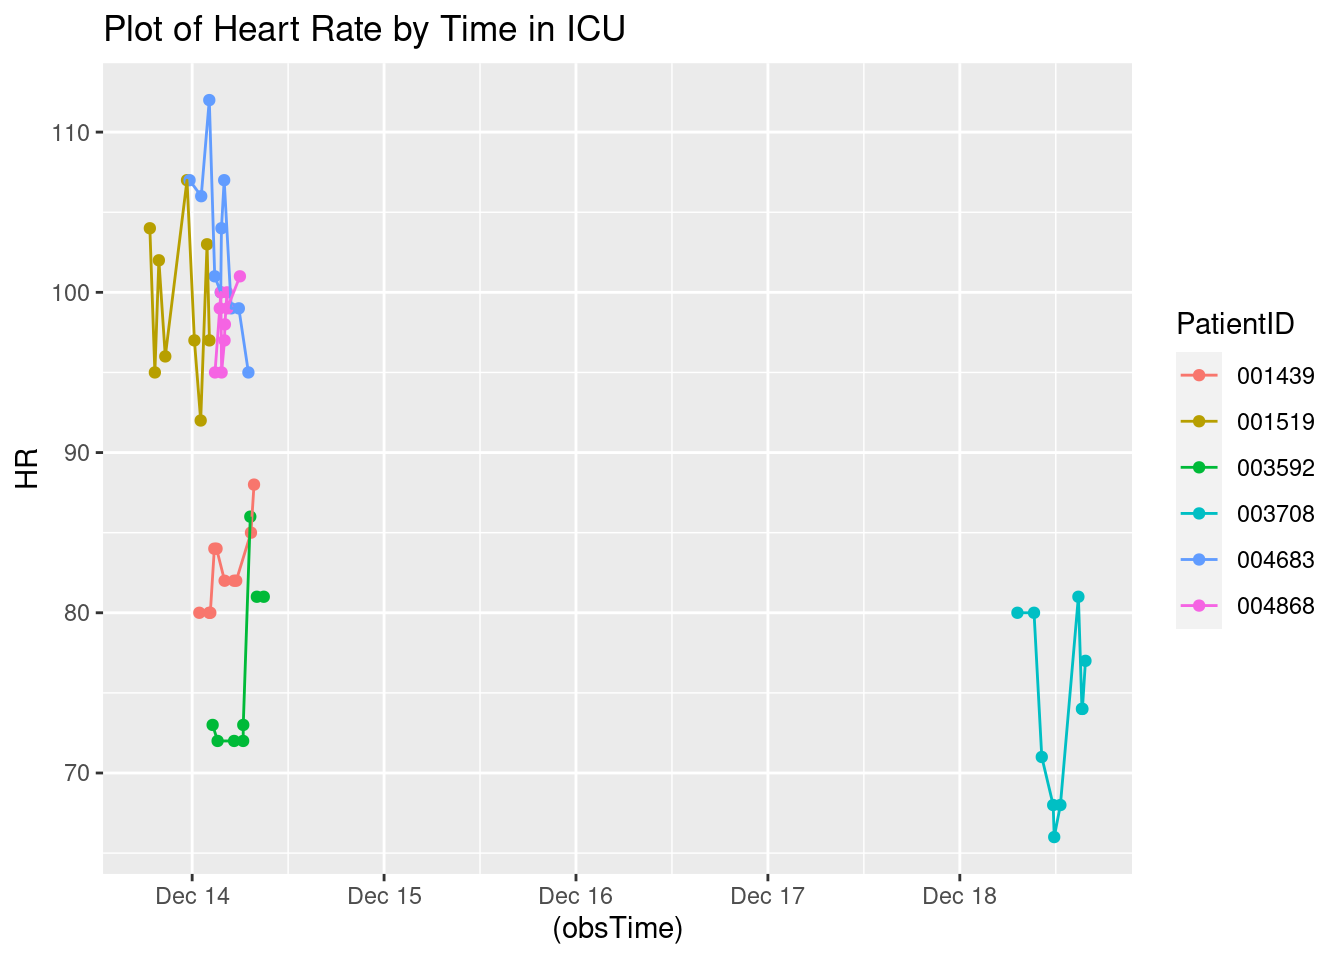 Plot of Heart Rate by Time in ICU
110
100
90
80
70
HR
Dec 14
Dec 15
Dec 16
Dec 17
Dec 18
(obsTime)
PatientID
001439
001519
003592
003708
004683
004868